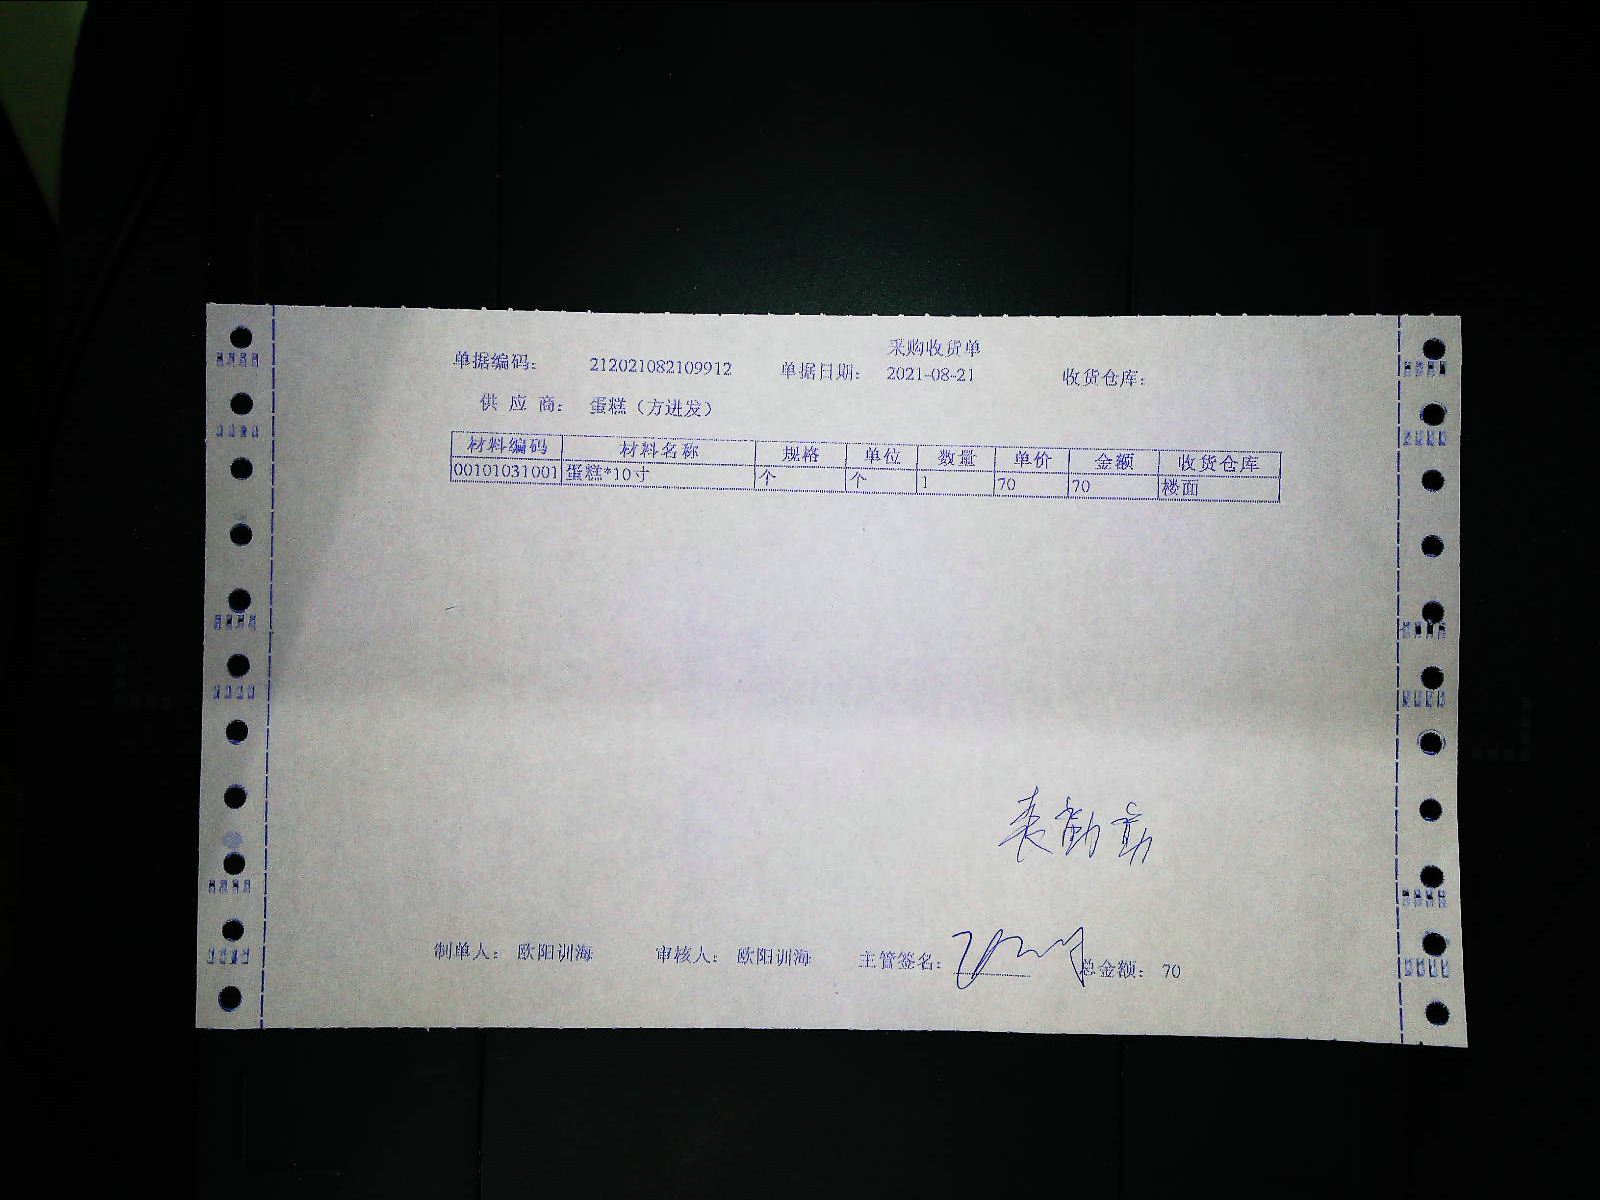 采购收货单
单据编码: 212021082109912 单据日期: 2021-08-21 收货仓库:
供应商: 蛋糕（方进发）
材料编码 材料名称 规格 单位 数量 单价 金额 收货仓库
00101031001 蛋糕*10寸 个 个 1 70 70 楼面
制单人: 欧阳训海 审核人: 欧阳训海 主管签名: 总金额: 70